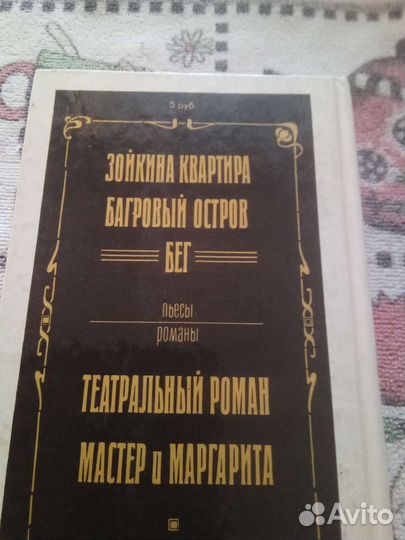 5 руб.
ЗОЙКИНА КВАРТИРА
БАГРОВЫЙ ОСТРОВ
БЕГ
пьесы
романы
ТЕАТРАЛЬНЫЙ РОМАН
МАСТЕР и МАРГАРИТА
Avito